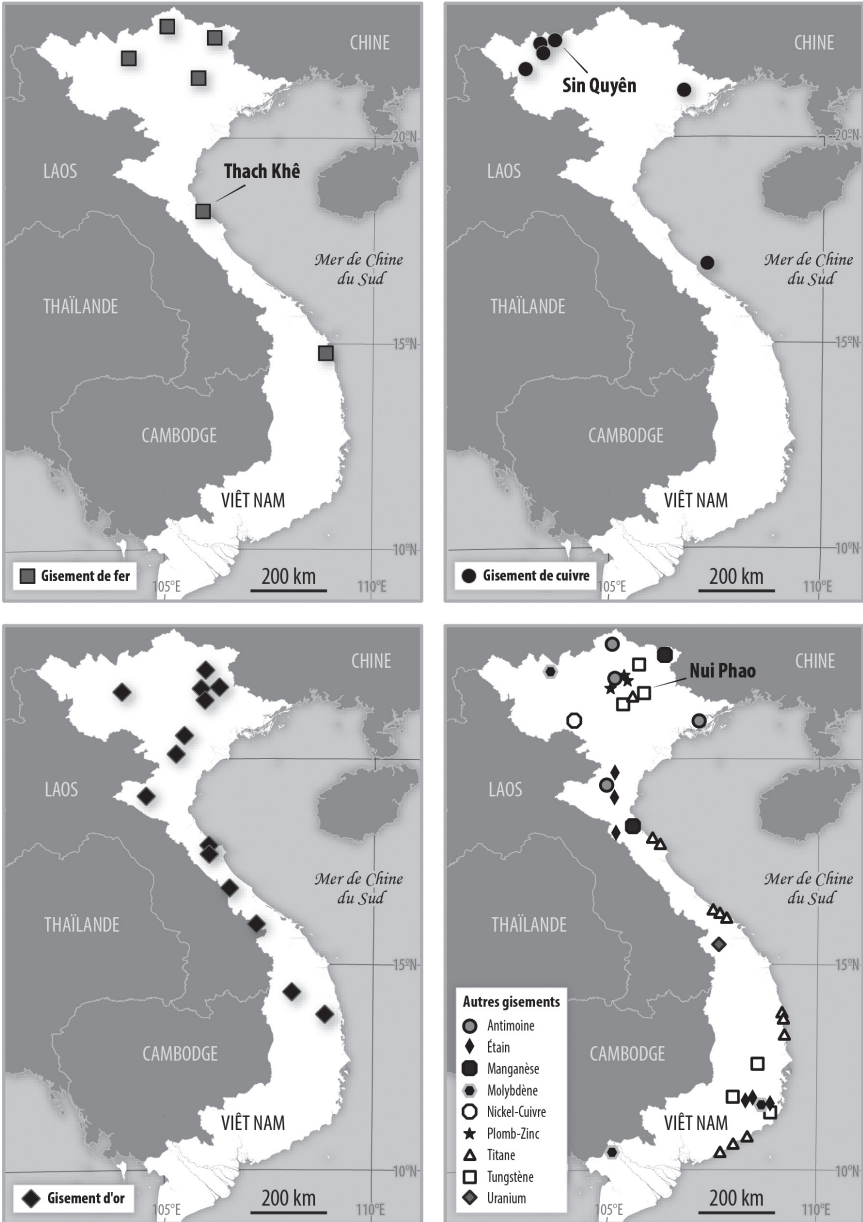 CHINE
20°N
LAOS
Thach Khê
Mer de Chine
du Sud
THAÏLANDE
15°N
CAMBODGE
VIÊT NAM
10°N
Gisement de fer
105°E
200 km
110°E
CHINE
Sin Quyên
20°N
LAOS
Mer de Chine
du Sud
THAÏLANDE
15°N
CAMBODGE
VIÊT NAM
10°N
Gisement de cuivre
105°E
200 km
110°E
CHINE
LAOS
Mer de Chine
du Sud
THAÏLANDE
15°N
CAMBODGE
VIÊT NAM
10°N
Gisement d'or
105°E
200 km
110°E
CHINE
Nui Phao
LAOS
Mer de Chine
du Sud
THAÏLANDE
15°N
Autres gisements
Antimoine
Étain
Manganèse
Molybdène
Nickel-Cuivre
Plomb-Zinc
Titane
Tungstène
Uranium
CAMBODGE
VIÊT NAM
10°N
105°E
200 km
110°E